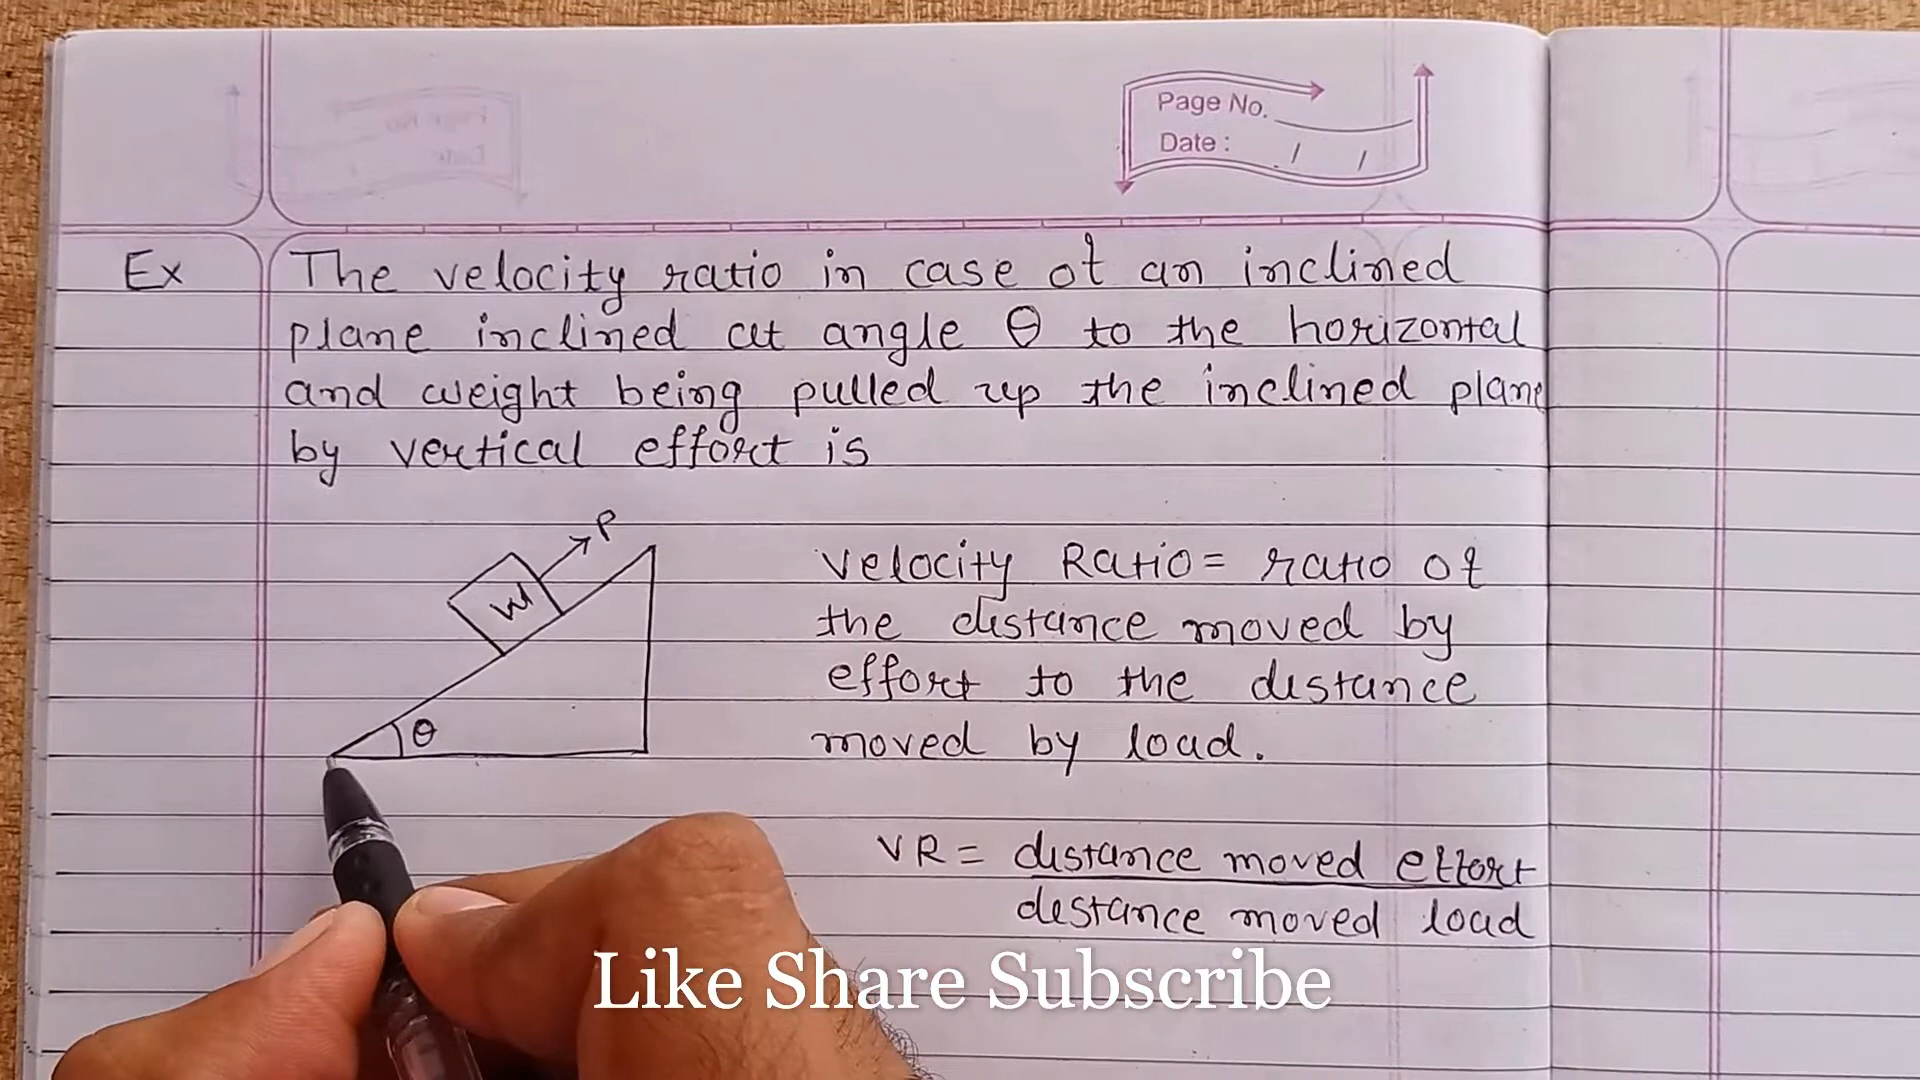 Page No.
Date : / /
Ex The velocity ratio in case of an inclined
plane inclined at angle θ to the horizontal
and weight being pulled up the inclined plane
by vertical effort is
P
W
θ
Velocity Ratio = ratio of
the distance moved by
effort to the distance
moved by load.
VR = distance moved effort
distance moved load
Like Share Subscribe